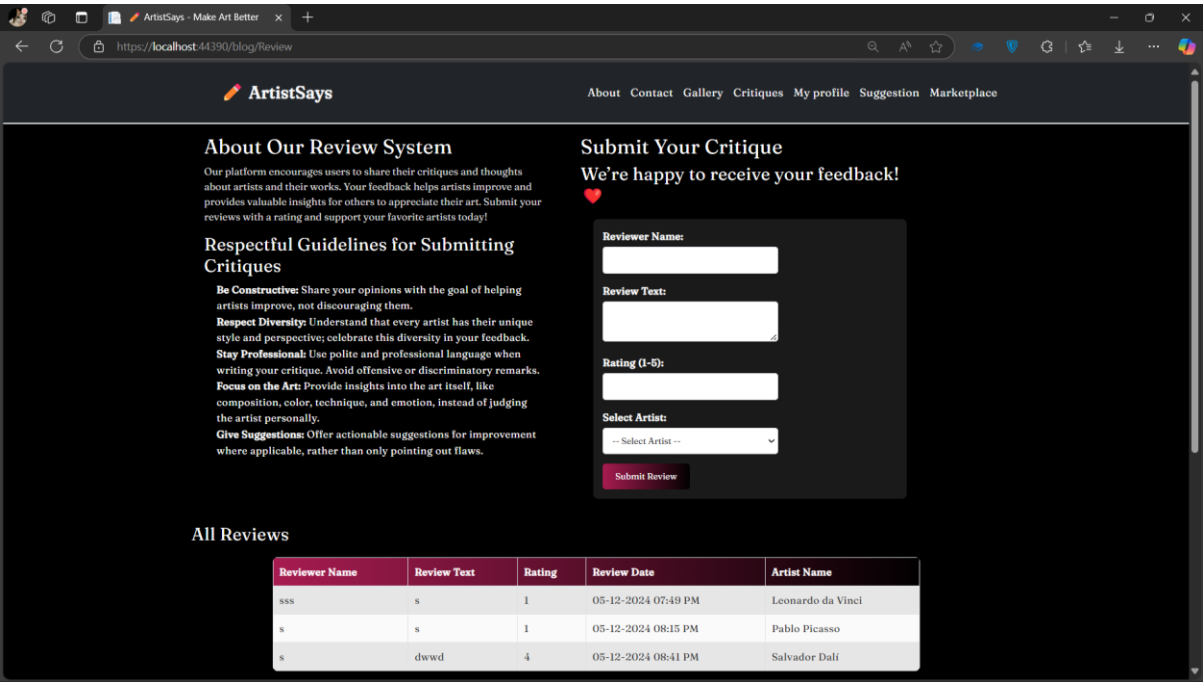 ArtistSays - Make Art Better
https://localhost:44390/blog/Review
ArtistSays
About Contact Gallery Critiques My profile Suggestion Marketplace
About Our Review System
Our platform encourages users to share their critiques and thoughts
about artists and their works. Your feedback helps artists improve and
provides valuable insights for others to appreciate their art. Submit your
reviews with a rating and support your favorite artists today!
Respectful Guidelines for Submitting
Critiques
Be Constructive: Share your opinions with the goal of helping
artists improve, not discouraging them.
Respect Diversity: Understand that every artist has their unique
style and perspective; celebrate this diversity in your feedback.
Stay Professional: Use polite and professional language when
writing your critique. Avoid offensive or discriminatory remarks.
Focus on the Art: Provide insights into the art itself, like
composition, color, technique, and emotion, instead of judging
the artist personally.
Give Suggestions: Offer actionable suggestions for improvement
where applicable, rather than only pointing out flaws.
Submit Your Critique
We’re happy to receive your feedback!
❤️
Reviewer Name:
Review Text:
Rating (1-5):
Select Artist:
-- Select Artist --
Submit Review
All Reviews
Reviewer Name Review Text Rating Review Date Artist Name
sss s 1 05-12-2024 07:49 PM Leonardo da Vinci
s s 1 05-12-2024 08:15 PM Pablo Picasso
s dwwd 4 05-12-2024 08:41 PM Salvador Dalí